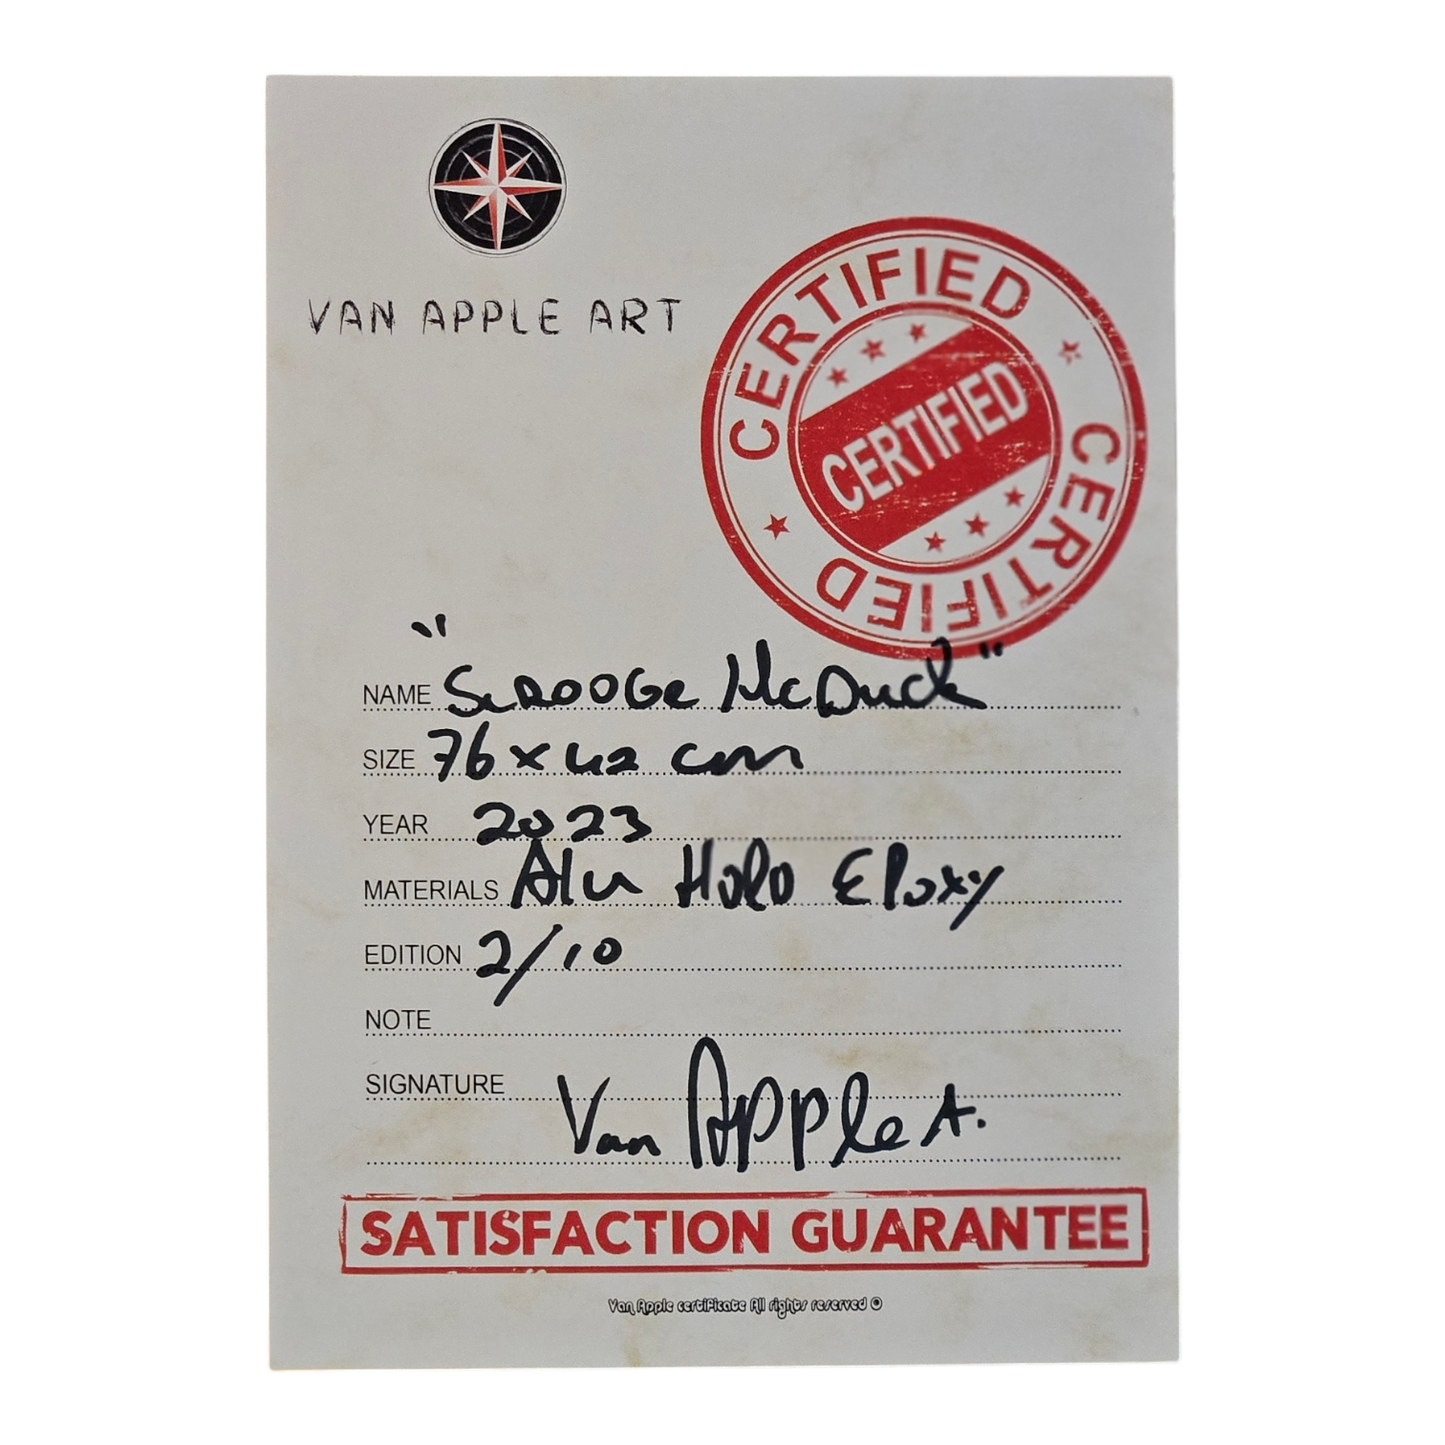 VAN APPLE ART
CERTIFIED
CERTIFIED
CERTIFIED
NAME "Scrooge McDuck"
SIZE 76 x 42 cm
YEAR 2023
MATERIALS Alu Holo Epoxy
EDITION 2/10
NOTE
SIGNATURE Van Apple A.
SATISFACTION GUARANTEE
Van Apple certificate All rights reserved ©